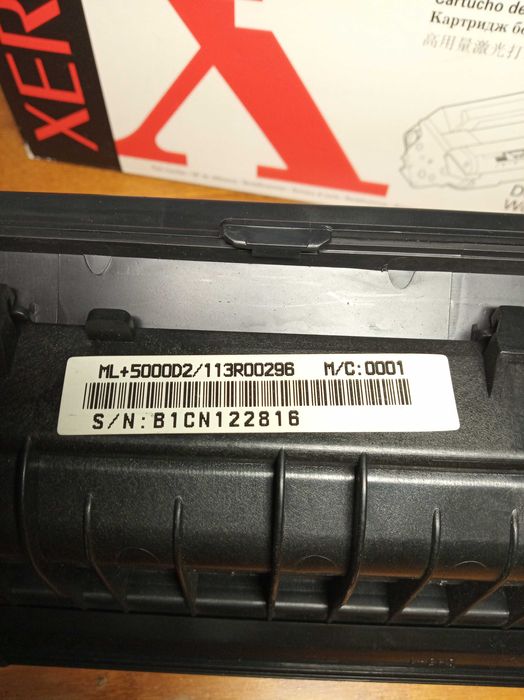 XER
X
Cartucho de
Картридж бо
高用量激光打
D
W
ML+5000D2/113R00296 M/C:0001
S/N:B1CN122816